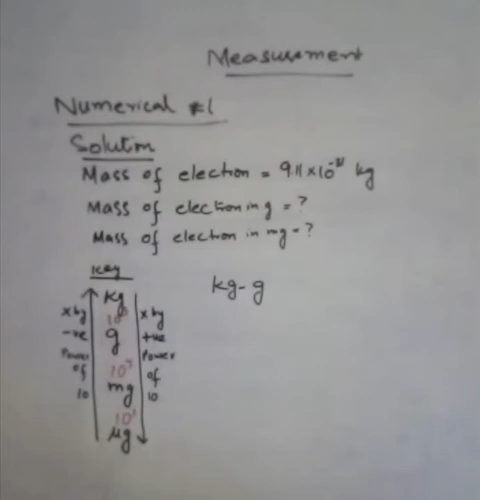 Measurement
Numerical #1
Solution
Mass of electron = 9.11×10⁻³¹ kg
Mass of electron in g = ?
Mass of electron in mg = ?
Key
kg - g
kg
x by -ve Power of 10
10³
x by +ve Power of 10
g
10³
mg
10³
µg